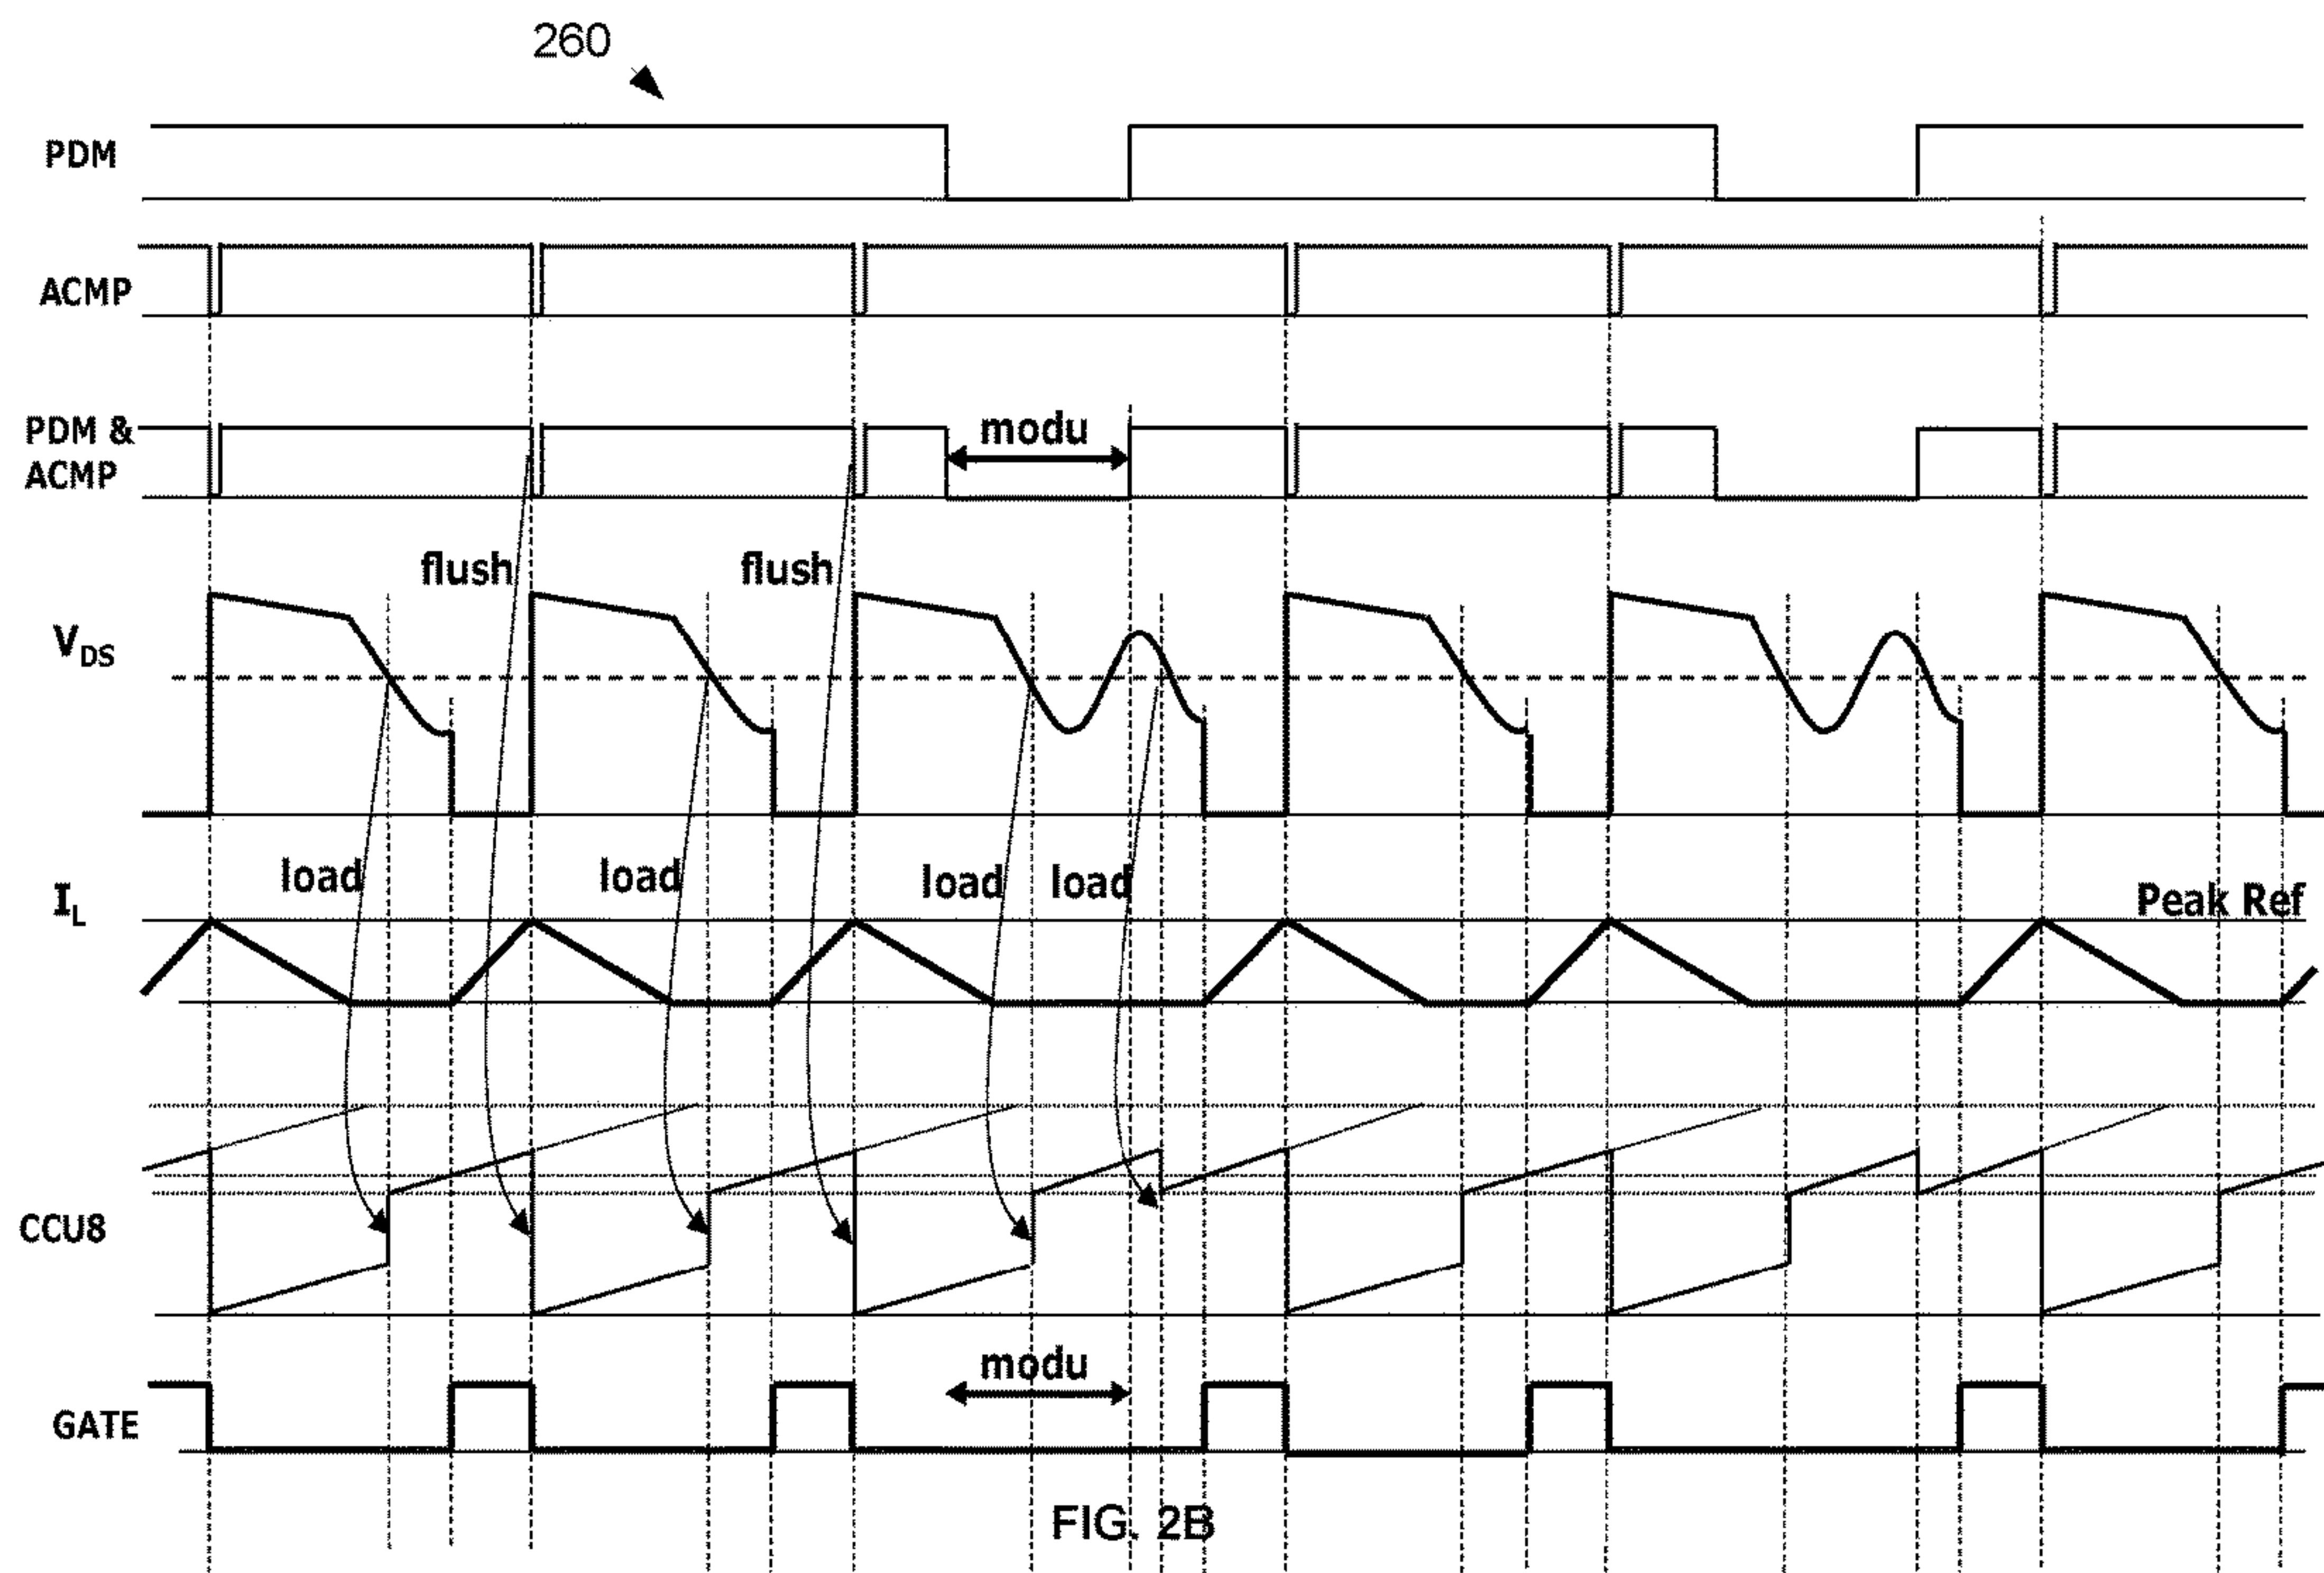 260
PDM
ACMP
PDM &
ACMP
modu
flush
flush
VDS
load
load
load
load
IL
Peak Ref
CCU8
modu
GATE
FIG. 2B